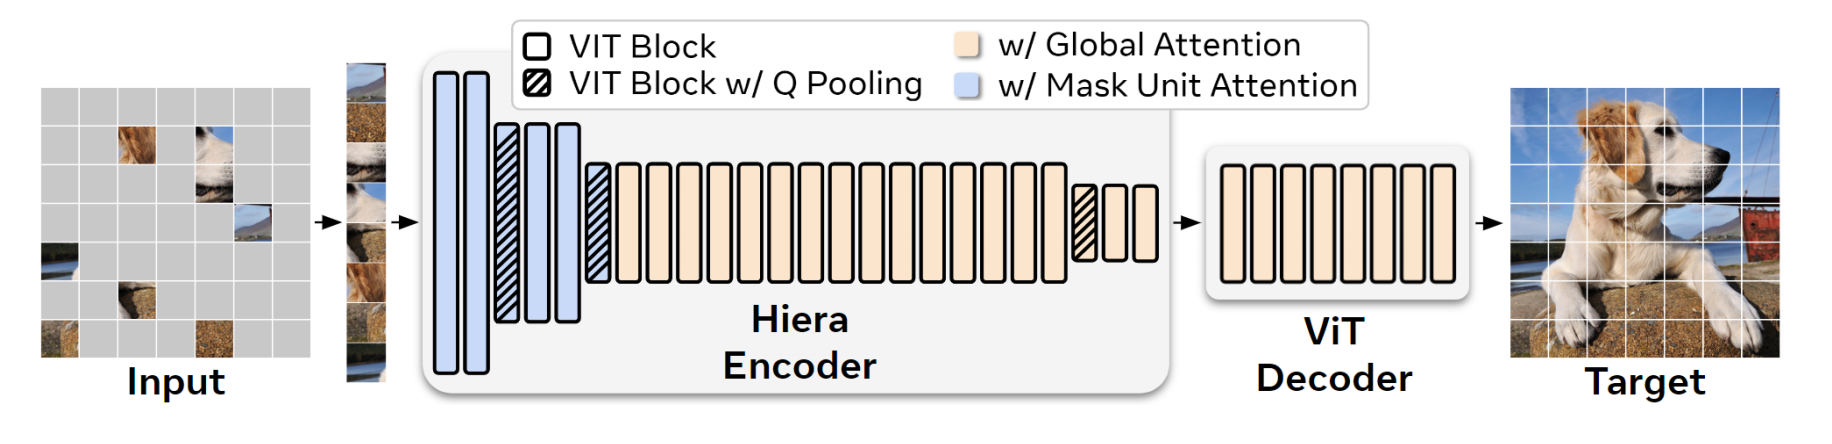 VIT Block
VIT Block w/ Q Pooling
w/ Global Attention
w/ Mask Unit Attention
Input
Hiera
Encoder
ViT
Decoder
Target